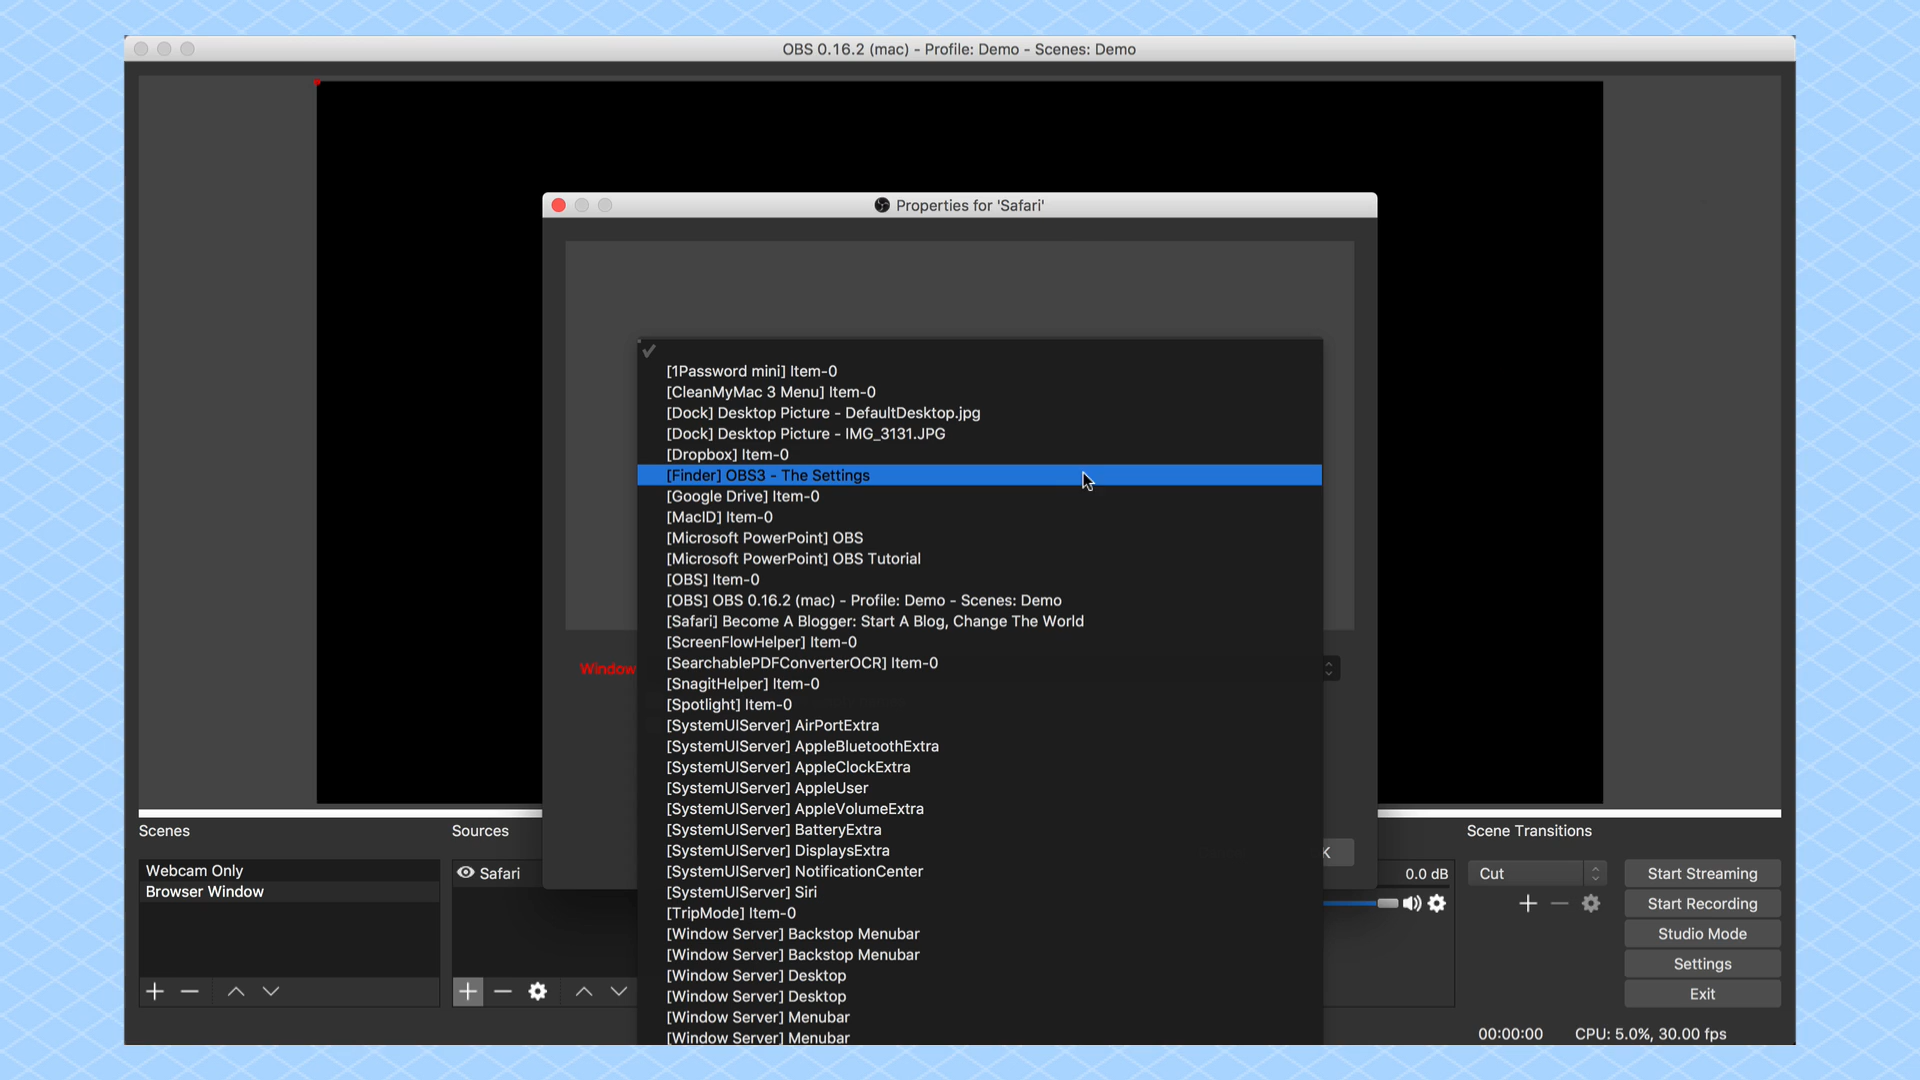 OBS 0.16.2 (mac) - Profile: Demo - Scenes: Demo
Properties for 'Safari'
[1Password mini] Item-0
[CleanMyMac 3 Menu] Item-0
[Dock] Desktop Picture - DefaultDesktop.jpg
[Dock] Desktop Picture - IMG_3131.JPG
[Dropbox] Item-0
[Finder] OBS3 - The Settings
[Google Drive] Item-0
[MacID] Item-0
[Microsoft PowerPoint] OBS
[Microsoft PowerPoint] OBS Tutorial
[OBS] Item-0
[OBS] OBS 0.16.2 (mac) - Profile: Demo - Scenes: Demo
[Safari] Become A Blogger: Start A Blog, Change The World
[ScreenFlowHelper] Item-0
[SearchablePDFConverterOCR] Item-0
Window
[SnagitHelper] Item-0
[Spotlight] Item-0
[SystemUIServer] AirPortExtra
[SystemUIServer] AppleBluetoothExtra
[SystemUIServer] AppleClockExtra
[SystemUIServer] AppleUser
[SystemUIServer] AppleVolumeExtra
[SystemUIServer] BatteryExtra
[SystemUIServer] DisplaysExtra
[SystemUIServer] NotificationCenter
[SystemUIServer] Siri
[TripMode] Item-0
[Window Server] Backstop Menubar
[Window Server] Backstop Menubar
[Window Server] Desktop
[Window Server] Desktop
[Window Server] Menubar
[Window Server] Menubar
K
Scenes
Webcam Only
Browser Window
Sources
Safari
0.0 dB
Scene Transitions
Cut
Start Streaming
Start Recording
Studio Mode
Settings
Exit
00:00:00 CPU: 5.0%, 30.00 fps